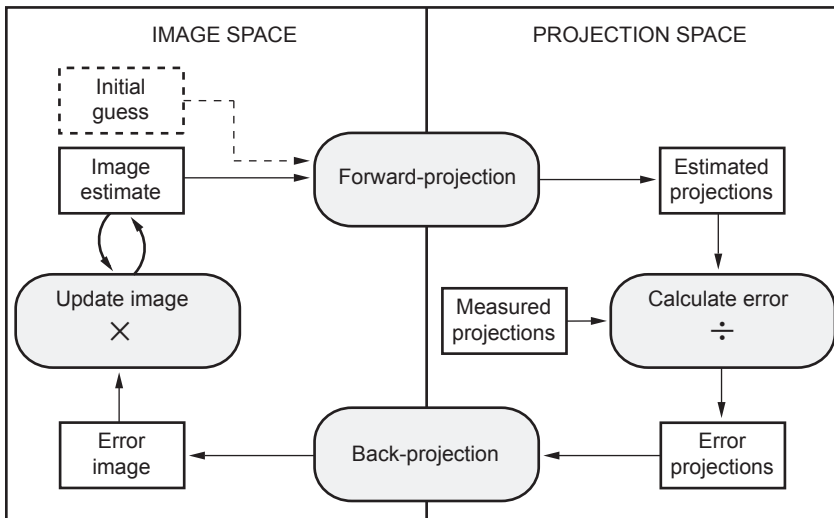 IMAGE SPACE
PROJECTION SPACE
Initial
guess
Image
estimate
Forward-projection
Estimated
projections
Update image
×
Measured
projections
Calculate error
÷
Error
image
Back-projection
Error
projections